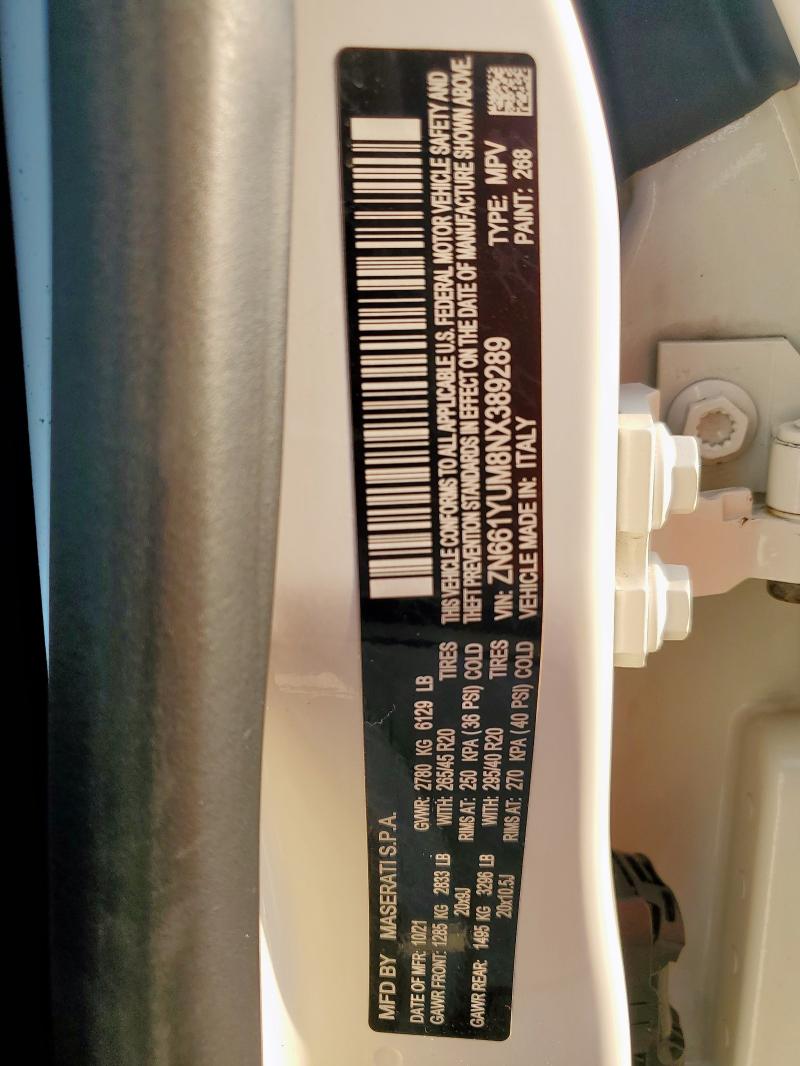 MFD BY MASERATI S.P.A.
DATE OF MFR: 10/21 GVWR: 2780 KG 6129 LB
GAWR FRONT: 1285 KG 2833 LB WITH: 265/45 R20 TIRES
20x9J RIMS AT: 250 KPA ( 36 PSI) COLD
GAWR REAR: 1495 KG 3296 LB WITH: 295/40 R20 TIRES
20x10.5J RIMS AT: 270 KPA ( 40 PSI) COLD
THIS VEHICLE CONFORMS TO ALL APPLICABLE U.S. FEDERAL MOTOR VEHICLE SAFETY AND
THEFT PREVENTION STANDARDS IN EFFECT ON THE DATE OF MANUFACTURE SHOWN ABOVE.
VIN: ZN661YUM8NX389289 TYPE: MPV
VEHICLE MADE IN: ITALY PAINT: 268